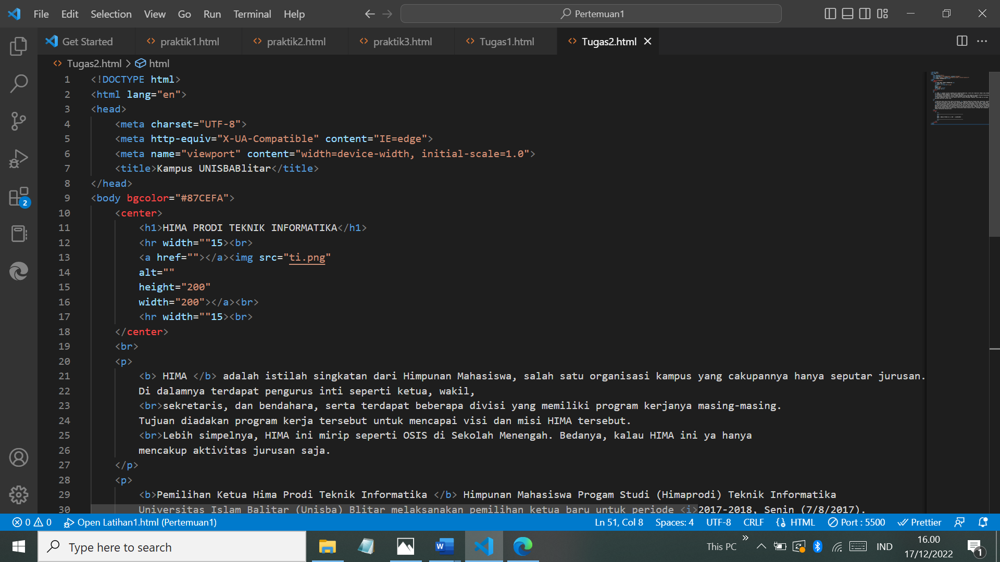 File Edit Selection View Go Run Terminal Help Pertemuan1
Get Started praktik1.html praktik2.html praktik3.html Tugas1.html Tugas2.html
Tugas2.html > html
1 <!DOCTYPE html>
2 <html lang="en">
3 <head>
4 <meta charset="UTF-8">
5 <meta http-equiv="X-UA-Compatible" content="IE=edge">
6 <meta name="viewport" content="width=device-width, initial-scale=1.0">
7 <title>Kampus UNISBABlitar</title>
8 </head>
9 <body bgcolor="#87CEFA">
10 <center>
11 <h1>HIMA PRODI TEKNIK INFORMATIKA</h1>
12 <hr width=""15><br>
13 <a href=""></a><img src="ti.png"
14 alt=""
15 height="200"
16 width="200"></a><br>
17 <hr width=""15><br>
18 </center>
19 <br>
20 <p>
21 <b> HIMA </b> adalah istilah singkatan dari Himpunan Mahasiswa, salah satu organisasi kampus yang cakupannya hanya seputar jurusan.
22 Di dalamnya terdapat pengurus inti seperti ketua, wakil,
23 <br>sekretaris, dan bendahara, serta terdapat beberapa divisi yang memiliki program kerjanya masing-masing.
24 Tujuan diadakan program kerja tersebut untuk mencapai visi dan misi HIMA tersebut.
25 <br>Lebih simpelnya, HIMA ini mirip seperti OSIS di Sekolah Menengah. Bedanya, kalau HIMA ini ya hanya
26 mencakup aktivitas jurusan saja.
27 </p>
28 <p>
29 <b>Pemilihan Ketua Hima Prodi Teknik Informatika </b> Himpunan Mahasiswa Progam Studi (Himaprodi) Teknik Informatika
30 Universitas Islam Balitar (Unisba) Blitar melaksanakan pemilihan ketua baru untuk periode <i>2017-2018, Senin (7/8/2017).
2
0 0 Open Latihan1.html (Pertemuan1) Ln 51, Col 8 Spaces: 4 UTF-8 CRLF HTML Port : 5500 Prettier
Type here to search This PC IND 16.00
17/12/2022
1